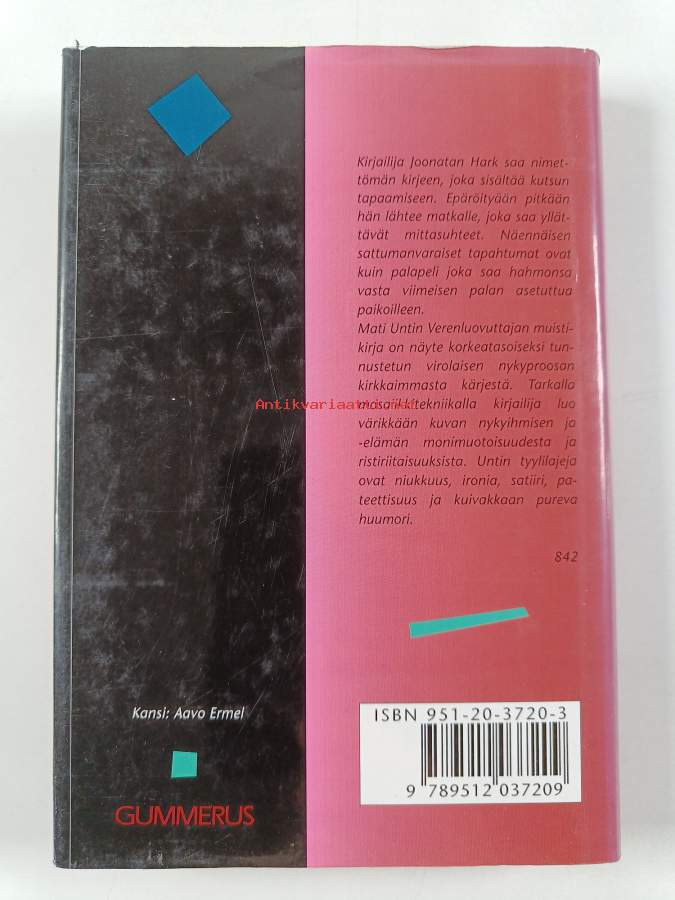 Kirjailija Joonatan Hark saa nimet-
tömän kirjeen, joka sisältää kutsun
tapaamiseen. Epäröityään pitkään
hän lähtee matkalle, joka saa yllät-
tävät mittasuhteet. Näennäisen
sattumanvaraiset tapahtumat ovat
kuin palapeli joka saa hahmonsa
vasta viimeisen palan asetuttua
paikoilleen.
Mati Untin Verenluovuttajan muisti-
kirja on näyte korkeatasoiseksi tun-
nustetun virolaisen nykyproosan
kirkkaimmasta kärjestä. Tarkalla
mosaiikkitekniikalla kirjailija luo
värikkään kuvan nykyihmisen ja
-elämän monimuotoisuudesta ja
ristiriitaisuuksista. Untin tyylilajeja
ovat niukkuus, ironia, satiiri, pa-
teettisuus ja kuivakkaan pureva
huumori.
842
Kansi: Aavo Ermel
GUMMERUS
ISBN 951-20-3720-3
9 789512 037209